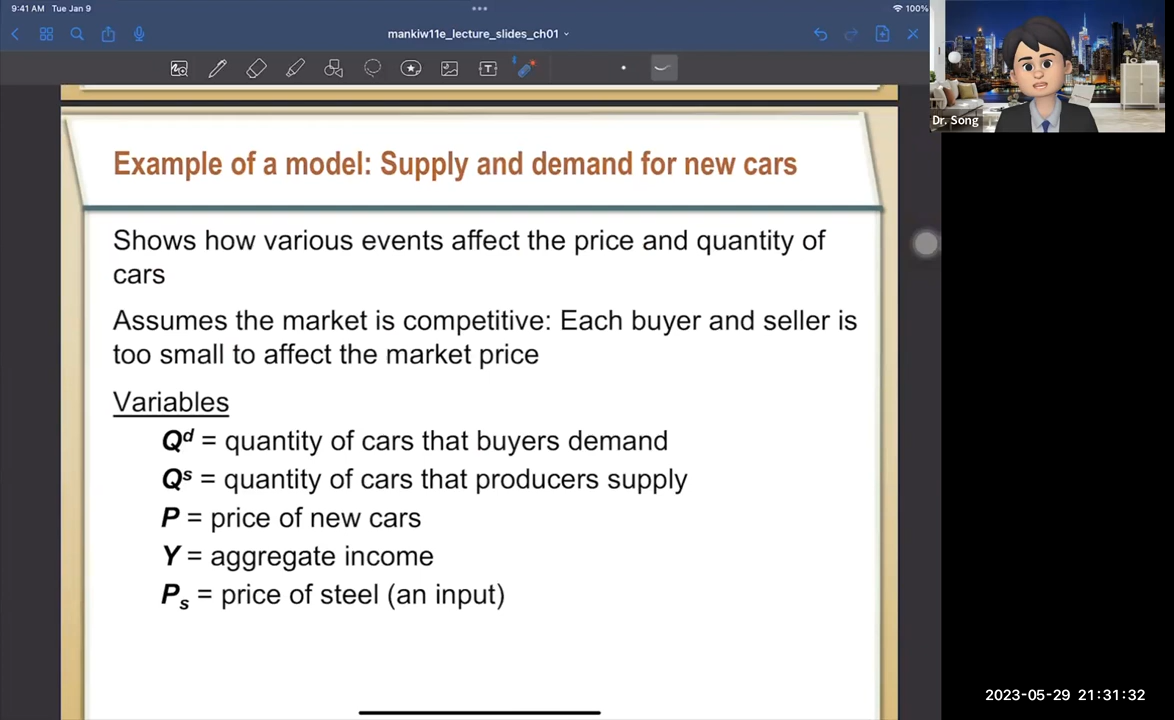 9:41 AM Tue Jan 9
100%
mankiw11e_lecture_slides_ch01
Dr. Song
Example of a model: Supply and demand for new cars
Shows how various events affect the price and quantity of
cars
Assumes the market is competitive: Each buyer and seller is
too small to affect the market price
Variables
Qᵈ = quantity of cars that buyers demand
Qˢ = quantity of cars that producers supply
P = price of new cars
Y = aggregate income
Pₛ = price of steel (an input)
2023-05-29 21:31:32